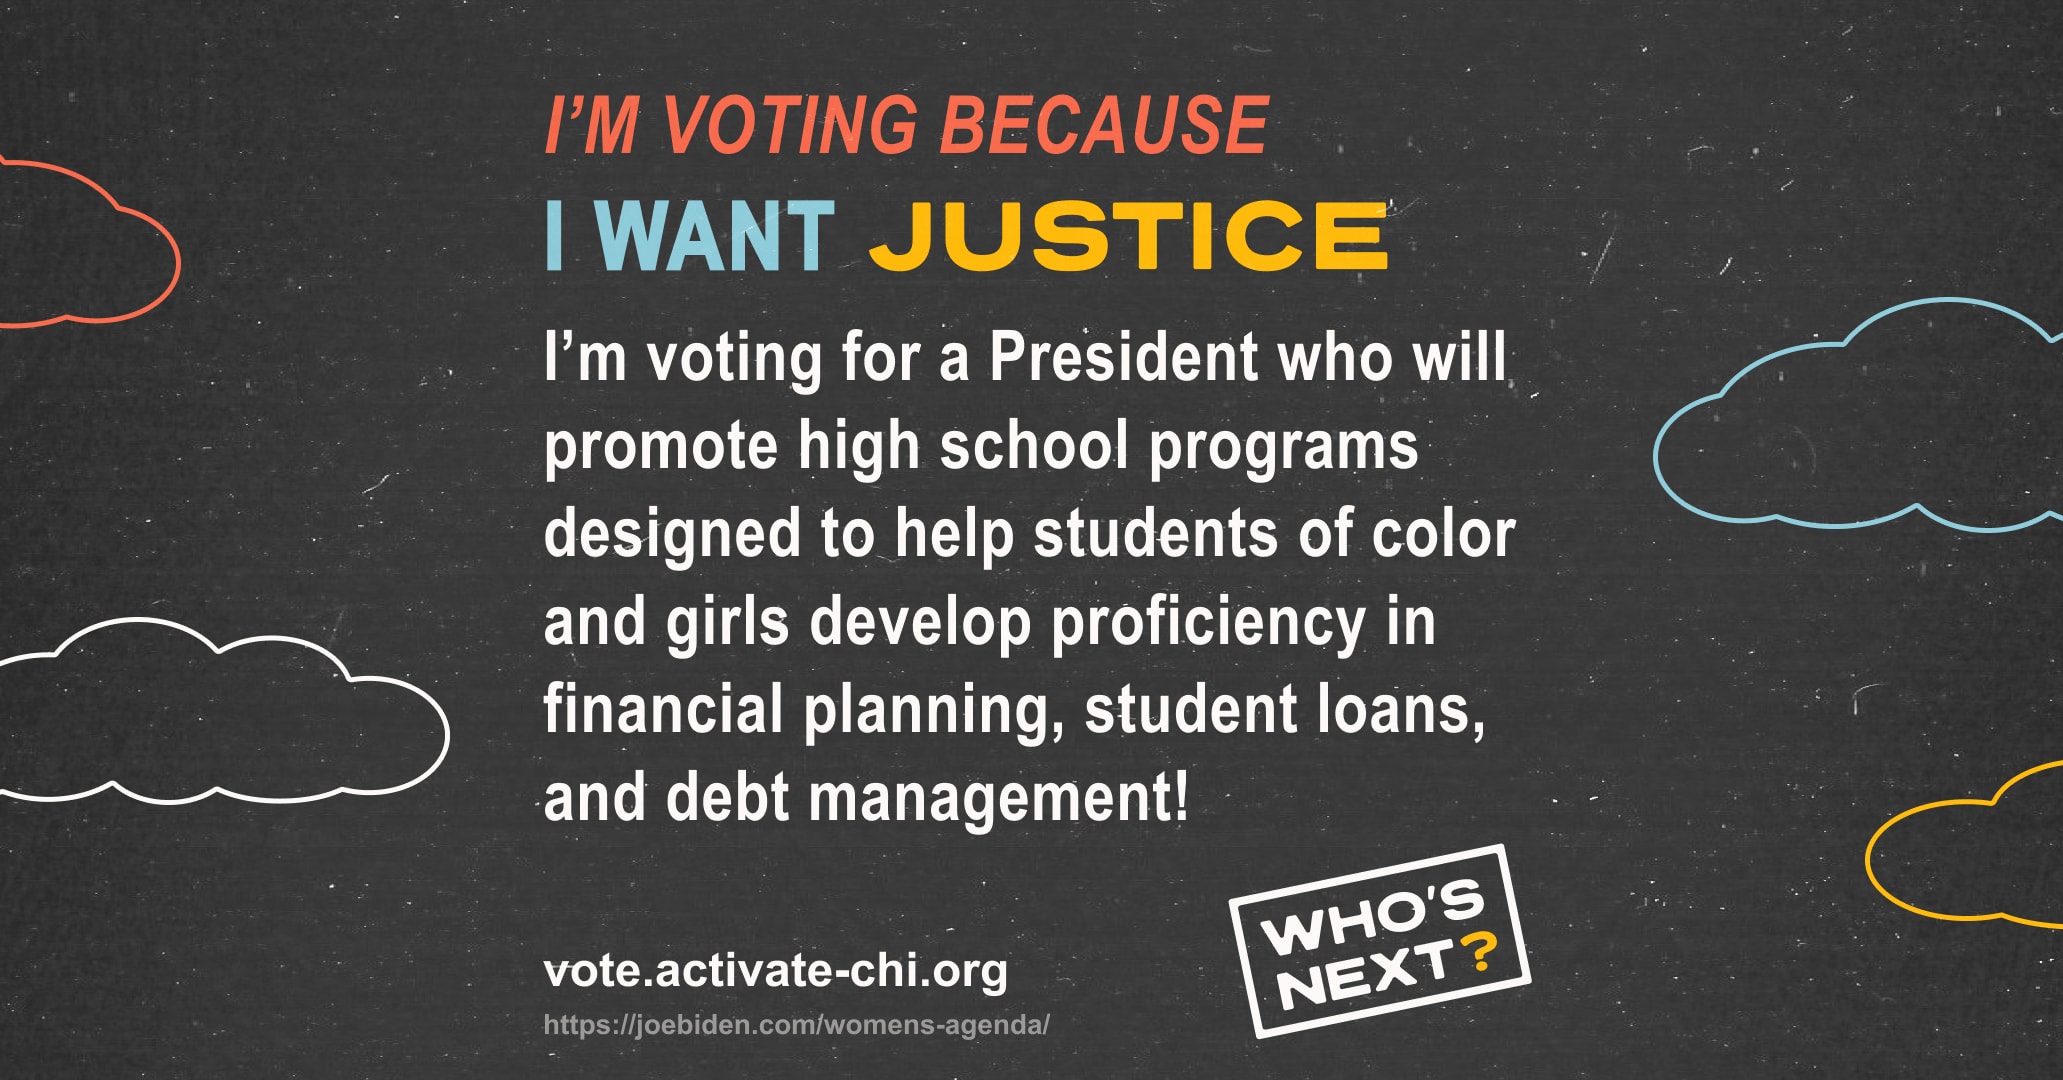 I’M VOTING BECAUSE
I WANT JUSTICE
I’m voting for a President who will
promote high school programs
designed to help students of color
and girls develop proficiency in
financial planning, student loans,
and debt management!
vote.activate-chi.org
https://joebiden.com/womens-agenda/
WHO’S
NEXT?